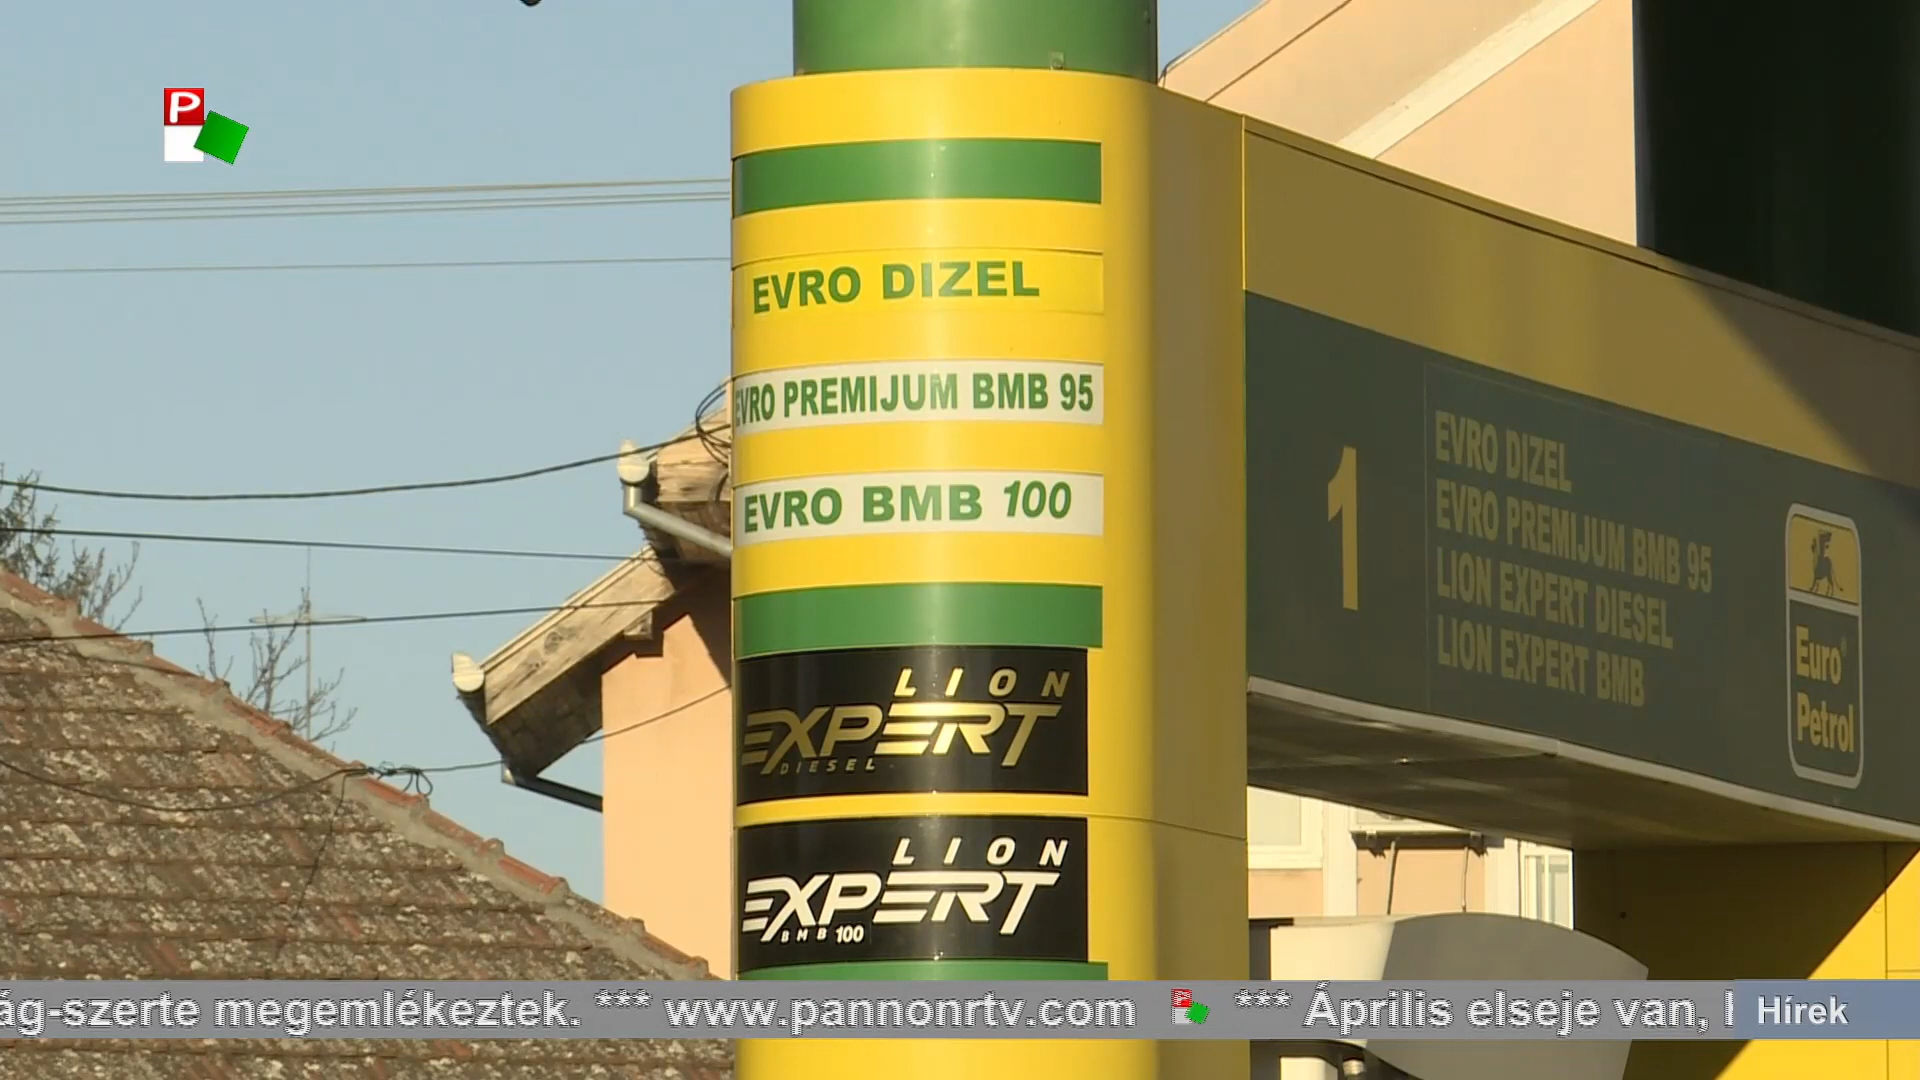 P
EVRO DIZEL
EVRO PREMIJUM BMB 95
EVRO BMB 100
LION
EXPERT
DIESEL
LION
EXPERT
BMB 100
1
EVRO DIZEL
EVRO PREMIJUM BMB 95
LION EXPERT DIESEL
LION EXPERT BMB
Euro
Petrol
ág-szerte megemlékeztek. *** www.pannonrtv.com P *** Április elseje van, Hírek